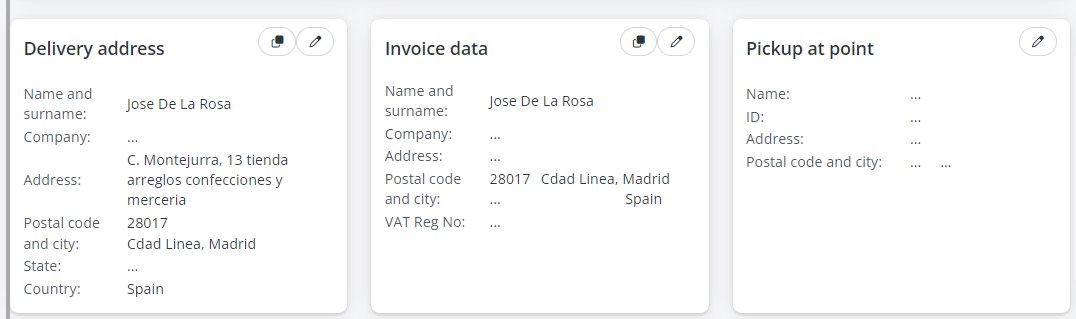 Delivery address
Name and surname: Jose De La Rosa
Company: ...
Address: C. Montejurra, 13 tienda
arreglos confecciones y
merceria
Postal code and city: 28017
Cdad Linea, Madrid
State: ...
Country: Spain
Invoice data
Name and surname: Jose De La Rosa
Company: ...
Address: ...
Postal code and city: 28017 Cdad Linea, Madrid
... Spain
VAT Reg No: ...
Pickup at point
Name: ...
ID: ...
Address: ...
Postal code and city: ... ...